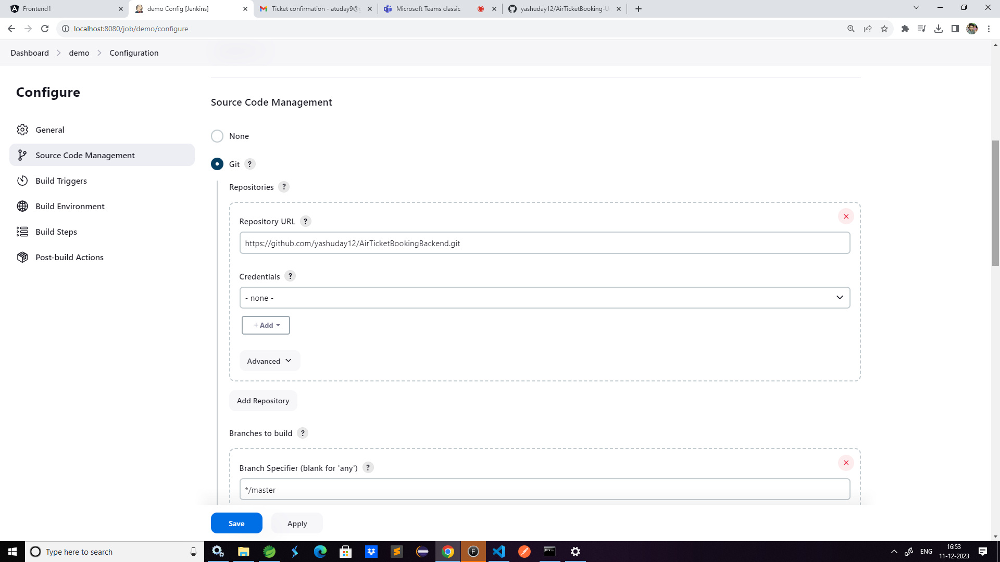 Frontend1
demo Config [Jenkins]
Ticket confirmation - atuday9@
Microsoft Teams classic
yashuday12/AirTicketBooking-U
localhost:8080/job/demo/configure
Dashboard
demo
Configuration
Configure
General
Source Code Management
Build Triggers
Build Environment
Build Steps
Post-build Actions
Source Code Management
None
Git ?
Repositories ?
Repository URL ?
https://github.com/yashuday12/AirTicketBookingBackend.git
Credentials ?
- none -
+ Add
Advanced
Add Repository
Branches to build ?
Branch Specifier (blank for 'any') ?
*/master
Save
Apply
Type here to search
ENG
16:53
11-12-2023